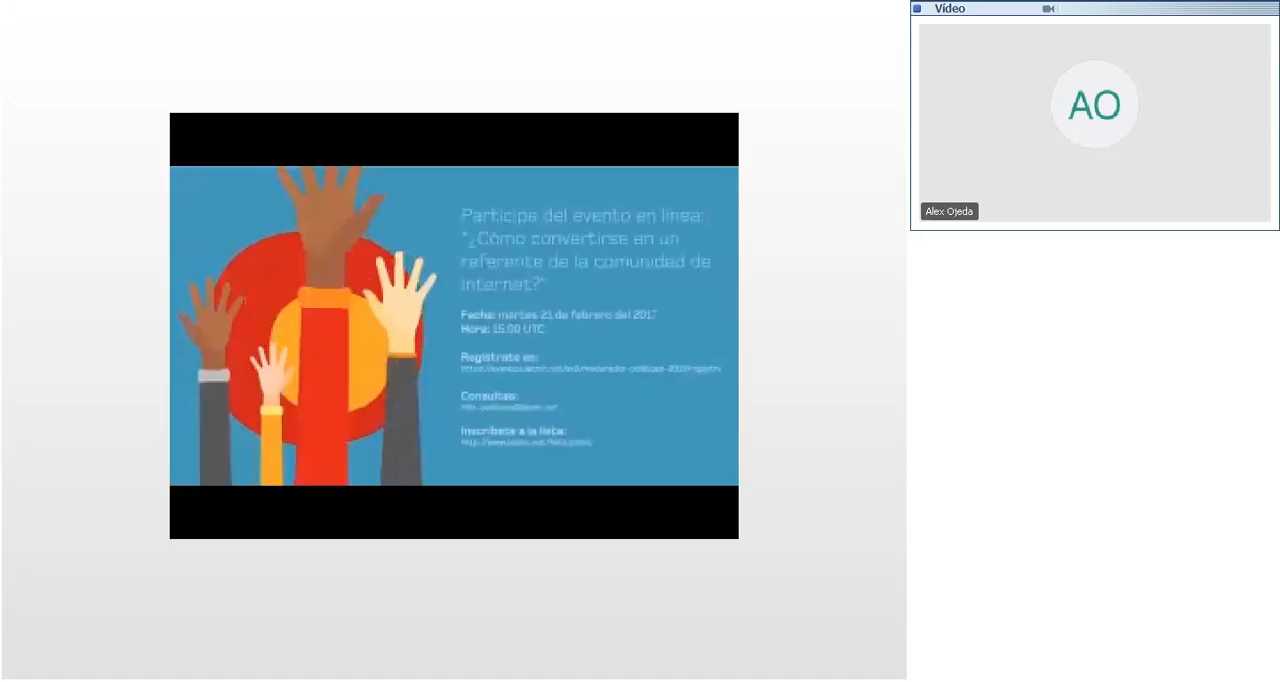 Vídeo
AO
Alex Ojeda
Participe del evento en línea:
"¿Cómo convertirse en un
referente de la comunidad de
internet?"
Fecha: martes 21 de febrero del 2017
Hora: 15:00 UTC
Regístrate en:
Consultas:
Inscríbete a la lista: